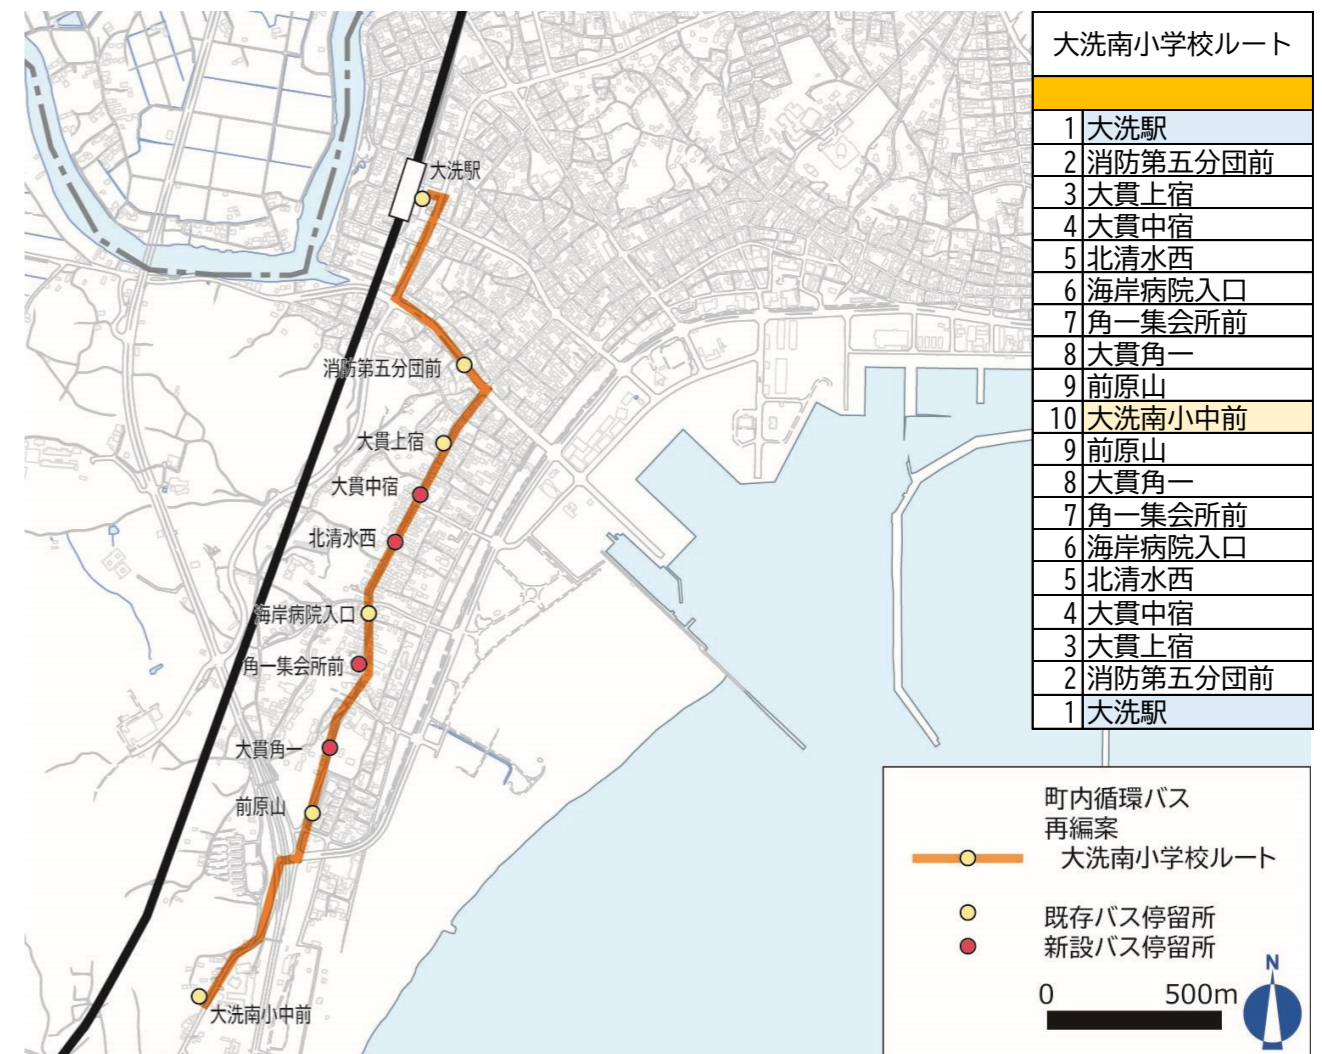 大洗駅
消防第五分団前
大貫上宿
大貫中宿
北清水西
海岸病院入口
角一集会所前
大貫角一
前原山
大洗南小中前
大洗南小学校ルート
1 大洗駅
2 消防第五分団前
3 大貫上宿
4 大貫中宿
5 北清水西
6 海岸病院入口
7 角一集会所前
8 大貫角一
9 前原山
10 大洗南小中前
9 前原山
8 大貫角一
7 角一集会所前
6 海岸病院入口
5 北清水西
4 大貫中宿
3 大貫上宿
2 消防第五分団前
1 大洗駅
町内循環バス
再編案
大洗南小学校ルート
既存バス停留所
新設バス停留所
0 500m
N